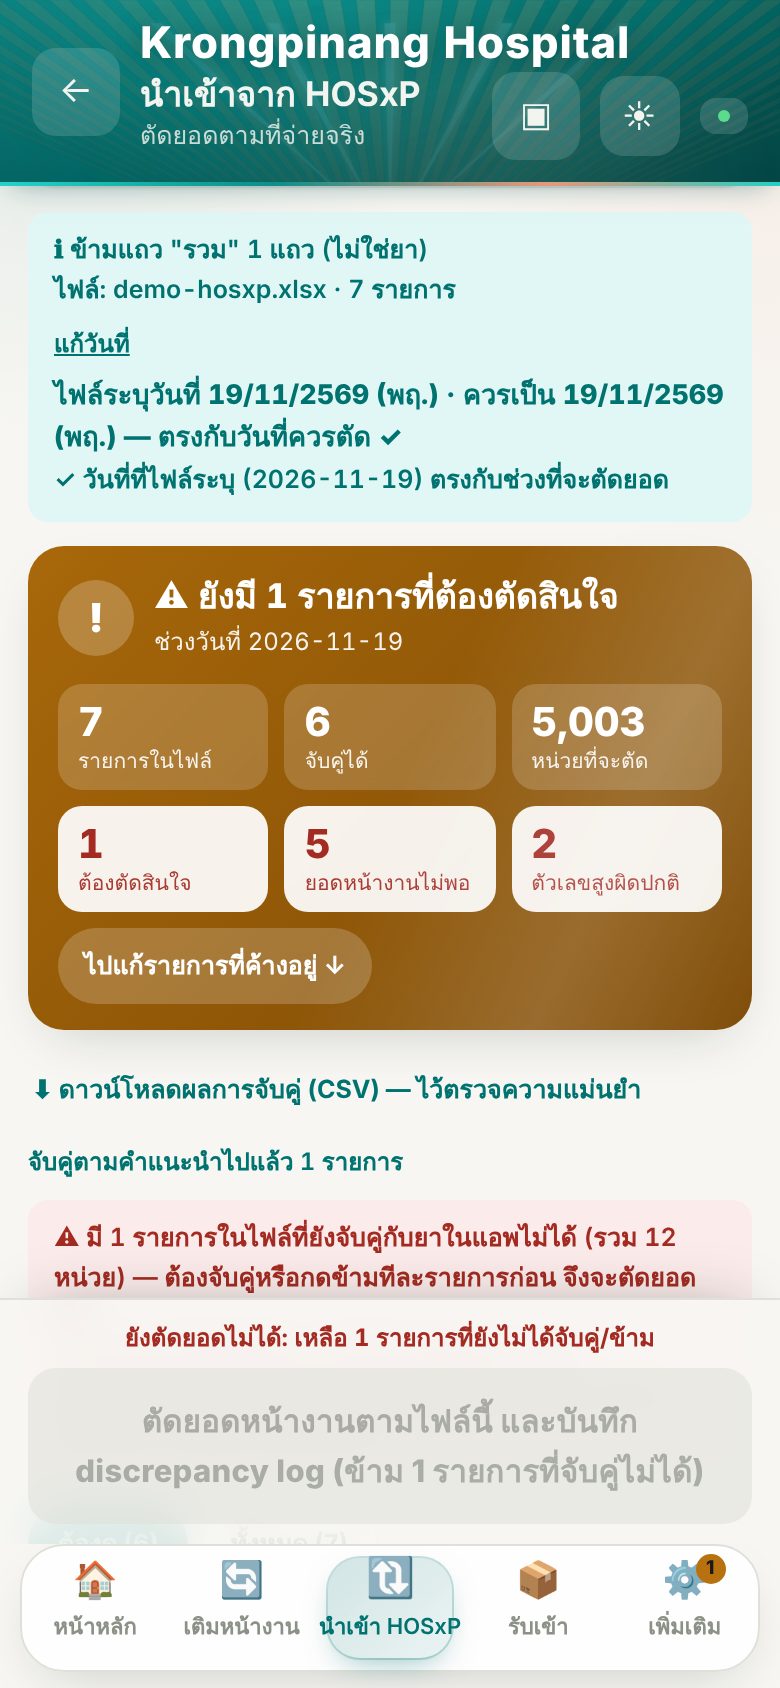 Krongpinang Hospital
นำเข้าจาก HOSxP
ตัดยอดตามที่จ่ายจริง
ℹ ข้ามแถว "รวม" 1 แถว (ไม่ใช่ยา)
ไฟล์: demo-hosxp.xlsx · 7 รายการ
แก้วันที่
ไฟล์ระบุวันที่ 19/11/2569 (พฤ.) · ควรเป็น 19/11/2569
(พฤ.) — ตรงกับวันที่ควรตัด ✓
✓ วันที่ที่ไฟล์ระบุ (2026-11-19) ตรงกับช่วงที่จะตัดยอด
! ⚠ ยังมี 1 รายการที่ต้องตัดสินใจ
ช่วงวันที่ 2026-11-19
7 6 5,003
รายการในไฟล์ จับคู่ได้ หน่วยที่จะตัด
1 5 2
ต้องตัดสินใจ ยอดหน้างานไม่พอ ตัวเลขสูงผิดปกติ
ไปแก้รายการที่ค้างอยู่ ↓
⬇ ดาวน์โหลดผลการจับคู่ (CSV) — ไว้ตรวจความแม่นยำ
จับคู่ตามคำแนะนำไปแล้ว 1 รายการ
⚠ มี 1 รายการในไฟล์ที่ยังจับคู่กับยาในแอพไม่ได้ (รวม 12
หน่วย) — ต้องจับคู่หรือกดข้ามทีละรายการก่อน จึงจะตัดยอด
ยังตัดยอดไม่ได้: เหลือ 1 รายการที่ยังไม่ได้จับคู่/ข้าม
ตัดยอดหน้างานตามไฟล์นี้ และบันทึก
discrepancy log (ข้าม 1 รายการที่จับคู่ไม่ได้)
ทั้งหมด (7)
1
หน้าหลัก เติมหน้างาน นำเข้า HOSxP รับเข้า เพิ่มเติม